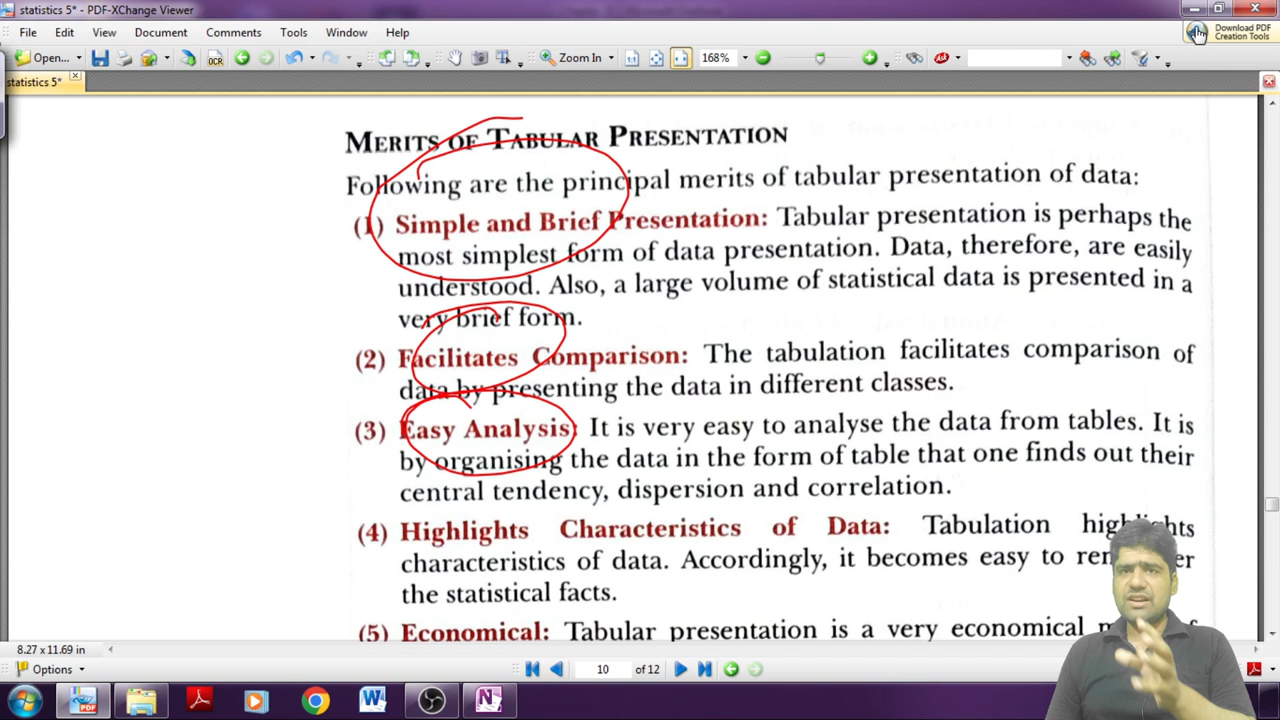 statistics 5* - PDF-XChange Viewer
File Edit View Document Comments Tools Window Help
Download PDF
Creation Tools
Open... OCR Zoom In 168%
statistics 5*
MERITS OF TABULAR PRESENTATION
Following are the principal merits of tabular presentation of data:
(1) Simple and Brief Presentation: Tabular presentation is perhaps the
most simplest form of data presentation. Data, therefore, are easily
understood. Also, a large volume of statistical data is presented in a
very brief form.
(2) Facilitates Comparison: The tabulation facilitates comparison of
data by presenting the data in different classes.
(3) Easy Analysis: It is very easy to analyse the data from tables. It is
by organising the data in the form of table that one finds out their
central tendency, dispersion and correlation.
(4) Highlights Characteristics of Data: Tabulation highlights
characteristics of data. Accordingly, it becomes easy to
the statistical facts.
(5) Economical: Tabular presentation is a very economical
8.27 x 11.69 in
Options 10 of 12